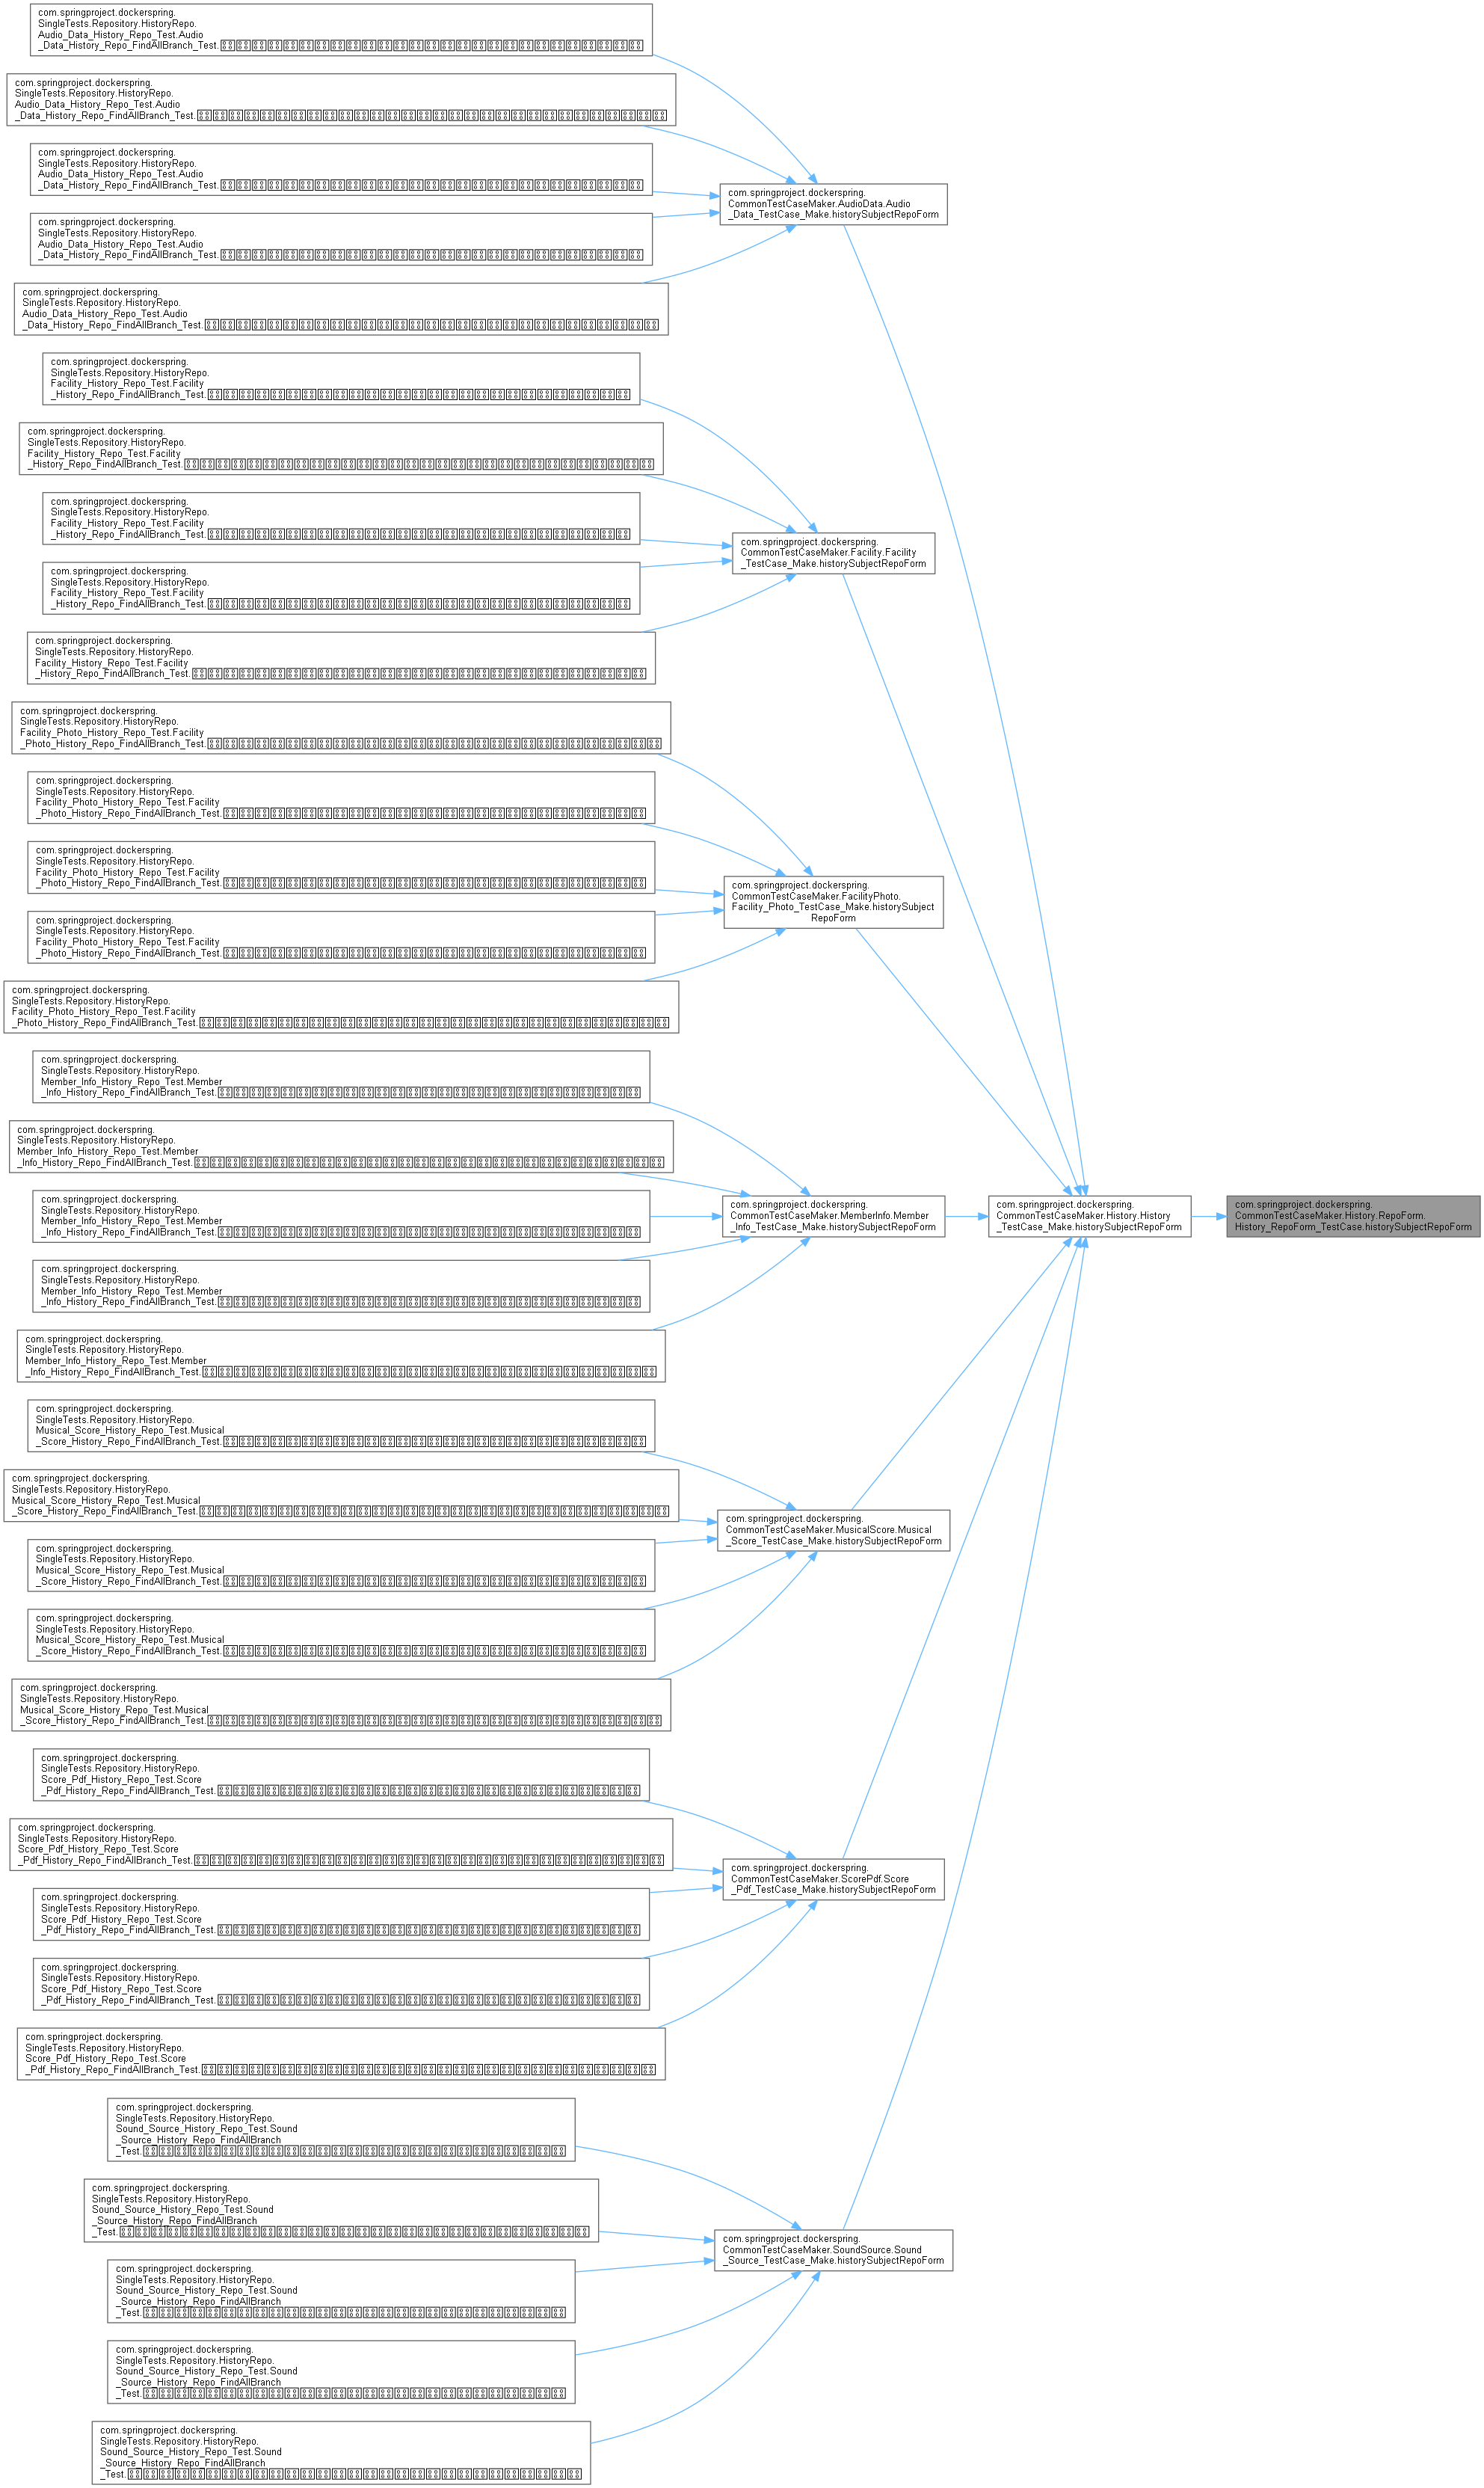 com.springproject.dockerspring.
SingleTests.Repository.HistoryRepo.
Audio_Data_History_Repo_Test.Audio
_Data_History_Repo_FindAllBranch_Test.
com.springproject.dockerspring.
SingleTests.Repository.HistoryRepo.
Audio_Data_History_Repo_Test.Audio
_Data_History_Repo_FindAllBranch_Test.
com.springproject.dockerspring.
SingleTests.Repository.HistoryRepo.
Audio_Data_History_Repo_Test.Audio
_Data_History_Repo_FindAllBranch_Test.
com.springproject.dockerspring.
SingleTests.Repository.HistoryRepo.
Audio_Data_History_Repo_Test.Audio
_Data_History_Repo_FindAllBranch_Test.
com.springproject.dockerspring.
SingleTests.Repository.HistoryRepo.
Audio_Data_History_Repo_Test.Audio
_Data_History_Repo_FindAllBranch_Test.
com.springproject.dockerspring.
SingleTests.Repository.HistoryRepo.
Facility_History_Repo_Test.Facility
_History_Repo_FindAllBranch_Test.
com.springproject.dockerspring.
SingleTests.Repository.HistoryRepo.
Facility_History_Repo_Test.Facility
_History_Repo_FindAllBranch_Test.
com.springproject.dockerspring.
SingleTests.Repository.HistoryRepo.
Facility_History_Repo_Test.Facility
_History_Repo_FindAllBranch_Test.
com.springproject.dockerspring.
SingleTests.Repository.HistoryRepo.
Facility_History_Repo_Test.Facility
_History_Repo_FindAllBranch_Test.
com.springproject.dockerspring.
SingleTests.Repository.HistoryRepo.
Facility_History_Repo_Test.Facility
_History_Repo_FindAllBranch_Test.
com.springproject.dockerspring.
SingleTests.Repository.HistoryRepo.
Facility_Photo_History_Repo_Test.Facility
_Photo_History_Repo_FindAllBranch_Test.
com.springproject.dockerspring.
SingleTests.Repository.HistoryRepo.
Facility_Photo_History_Repo_Test.Facility
_Photo_History_Repo_FindAllBranch_Test.
com.springproject.dockerspring.
SingleTests.Repository.HistoryRepo.
Facility_Photo_History_Repo_Test.Facility
_Photo_History_Repo_FindAllBranch_Test.
com.springproject.dockerspring.
SingleTests.Repository.HistoryRepo.
Facility_Photo_History_Repo_Test.Facility
_Photo_History_Repo_FindAllBranch_Test.
com.springproject.dockerspring.
SingleTests.Repository.HistoryRepo.
Facility_Photo_History_Repo_Test.Facility
_Photo_History_Repo_FindAllBranch_Test.
com.springproject.dockerspring.
SingleTests.Repository.HistoryRepo.
Member_Info_History_Repo_Test.Member
_Info_History_Repo_FindAllBranch_Test.
com.springproject.dockerspring.
SingleTests.Repository.HistoryRepo.
Member_Info_History_Repo_Test.Member
_Info_History_Repo_FindAllBranch_Test.
com.springproject.dockerspring.
SingleTests.Repository.HistoryRepo.
Member_Info_History_Repo_Test.Member
_Info_History_Repo_FindAllBranch_Test.
com.springproject.dockerspring.
SingleTests.Repository.HistoryRepo.
Member_Info_History_Repo_Test.Member
_Info_History_Repo_FindAllBranch_Test.
com.springproject.dockerspring.
SingleTests.Repository.HistoryRepo.
Member_Info_History_Repo_Test.Member
_Info_History_Repo_FindAllBranch_Test.
com.springproject.dockerspring.
SingleTests.Repository.HistoryRepo.
Musical_Score_History_Repo_Test.Musical
_Score_History_Repo_FindAllBranch_Test.
com.springproject.dockerspring.
SingleTests.Repository.HistoryRepo.
Musical_Score_History_Repo_Test.Musical
_Score_History_Repo_FindAllBranch_Test.
com.springproject.dockerspring.
SingleTests.Repository.HistoryRepo.
Musical_Score_History_Repo_Test.Musical
_Score_History_Repo_FindAllBranch_Test.
com.springproject.dockerspring.
SingleTests.Repository.HistoryRepo.
Musical_Score_History_Repo_Test.Musical
_Score_History_Repo_FindAllBranch_Test.
com.springproject.dockerspring.
SingleTests.Repository.HistoryRepo.
Musical_Score_History_Repo_Test.Musical
_Score_History_Repo_FindAllBranch_Test.
com.springproject.dockerspring.
SingleTests.Repository.HistoryRepo.
Score_Pdf_History_Repo_Test.Score
_Pdf_History_Repo_FindAllBranch_Test.
com.springproject.dockerspring.
SingleTests.Repository.HistoryRepo.
Score_Pdf_History_Repo_Test.Score
_Pdf_History_Repo_FindAllBranch_Test.
com.springproject.dockerspring.
SingleTests.Repository.HistoryRepo.
Score_Pdf_History_Repo_Test.Score
_Pdf_History_Repo_FindAllBranch_Test.
com.springproject.dockerspring.
SingleTests.Repository.HistoryRepo.
Score_Pdf_History_Repo_Test.Score
_Pdf_History_Repo_FindAllBranch_Test.
com.springproject.dockerspring.
SingleTests.Repository.HistoryRepo.
Score_Pdf_History_Repo_Test.Score
_Pdf_History_Repo_FindAllBranch_Test.
com.springproject.dockerspring.
SingleTests.Repository.HistoryRepo.
Sound_Source_History_Repo_Test.Sound
_Source_History_Repo_FindAllBranch
_Test.
com.springproject.dockerspring.
SingleTests.Repository.HistoryRepo.
Sound_Source_History_Repo_Test.Sound
_Source_History_Repo_FindAllBranch
_Test.
com.springproject.dockerspring.
SingleTests.Repository.HistoryRepo.
Sound_Source_History_Repo_Test.Sound
_Source_History_Repo_FindAllBranch
_Test.
com.springproject.dockerspring.
SingleTests.Repository.HistoryRepo.
Sound_Source_History_Repo_Test.Sound
_Source_History_Repo_FindAllBranch
_Test.
com.springproject.dockerspring.
SingleTests.Repository.HistoryRepo.
Sound_Source_History_Repo_Test.Sound
_Source_History_Repo_FindAllBranch
_Test.
com.springproject.dockerspring.
CommonTestCaseMaker.AudioData.Audio
_Data_TestCase_Make.historySubjectRepoForm
com.springproject.dockerspring.
CommonTestCaseMaker.Facility.Facility
_TestCase_Make.historySubjectRepoForm
com.springproject.dockerspring.
CommonTestCaseMaker.FacilityPhoto.
Facility_Photo_TestCase_Make.historySubject
RepoForm
com.springproject.dockerspring.
CommonTestCaseMaker.MemberInfo.Member
_Info_TestCase_Make.historySubjectRepoForm
com.springproject.dockerspring.
CommonTestCaseMaker.MusicalScore.Musical
_Score_TestCase_Make.historySubjectRepoForm
com.springproject.dockerspring.
CommonTestCaseMaker.ScorePdf.Score
_Pdf_TestCase_Make.historySubjectRepoForm
com.springproject.dockerspring.
CommonTestCaseMaker.SoundSource.Sound
_Source_TestCase_Make.historySubjectRepoForm
com.springproject.dockerspring.
CommonTestCaseMaker.History.History
_TestCase_Make.historySubjectRepoForm
com.springproject.dockerspring.
CommonTestCaseMaker.History.RepoForm.
History_RepoForm_TestCase.historySubjectRepoForm